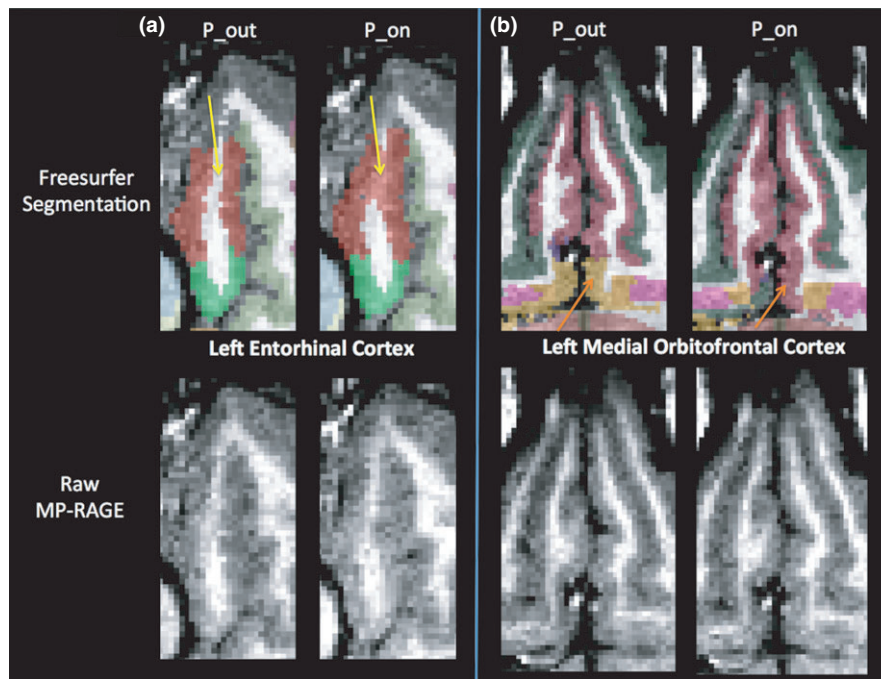 (a)
P_out P_on
(b)
P_out P_on
Freesurfer
Segmentation
Left Entorhinal Cortex
Left Medial Orbitofrontal Cortex
Raw
MP-RAGE